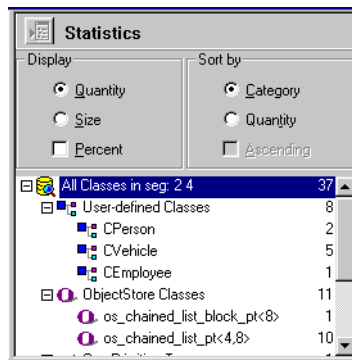 Statistics
Display
Sort by
Quantity
Category
Size
Quantity
Percent
Ascending
All Classes in seg: 2 4 37
User-defined Classes 8
CPerson 2
CVehicle 5
CEmployee 1
ObjectStore Classes 11
os_chained_list_block_pt<8> 1
os_chained_list_pt<4,8> 10